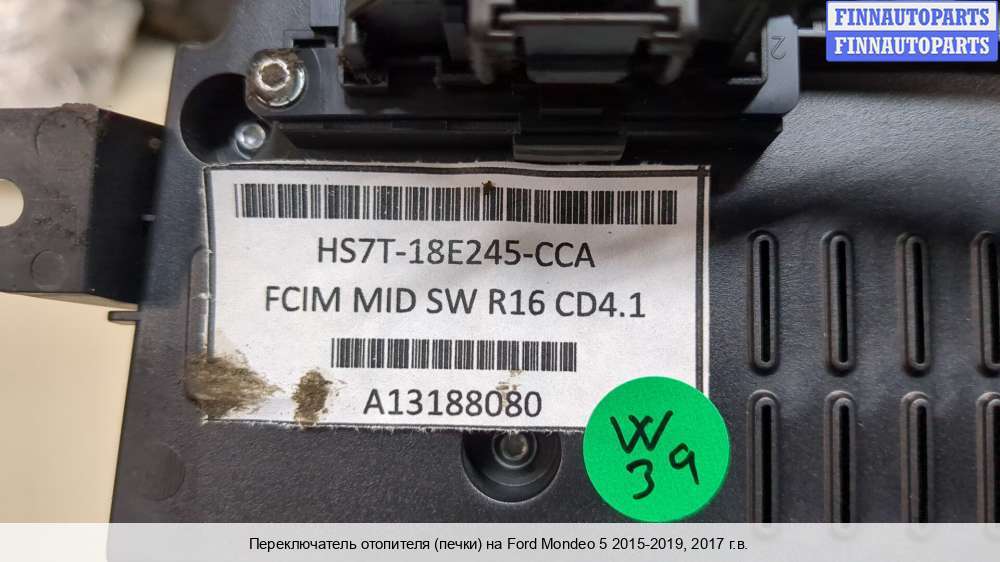 FINNAUTOPARTS
FINNAUTOPARTS
2
HS7T-18E245-CCA
FCIM MID SW R16 CD4.1
A13188080
W
39
Переключатель отопителя (печки) на Ford Mondeo 5 2015-2019, 2017 г.в.